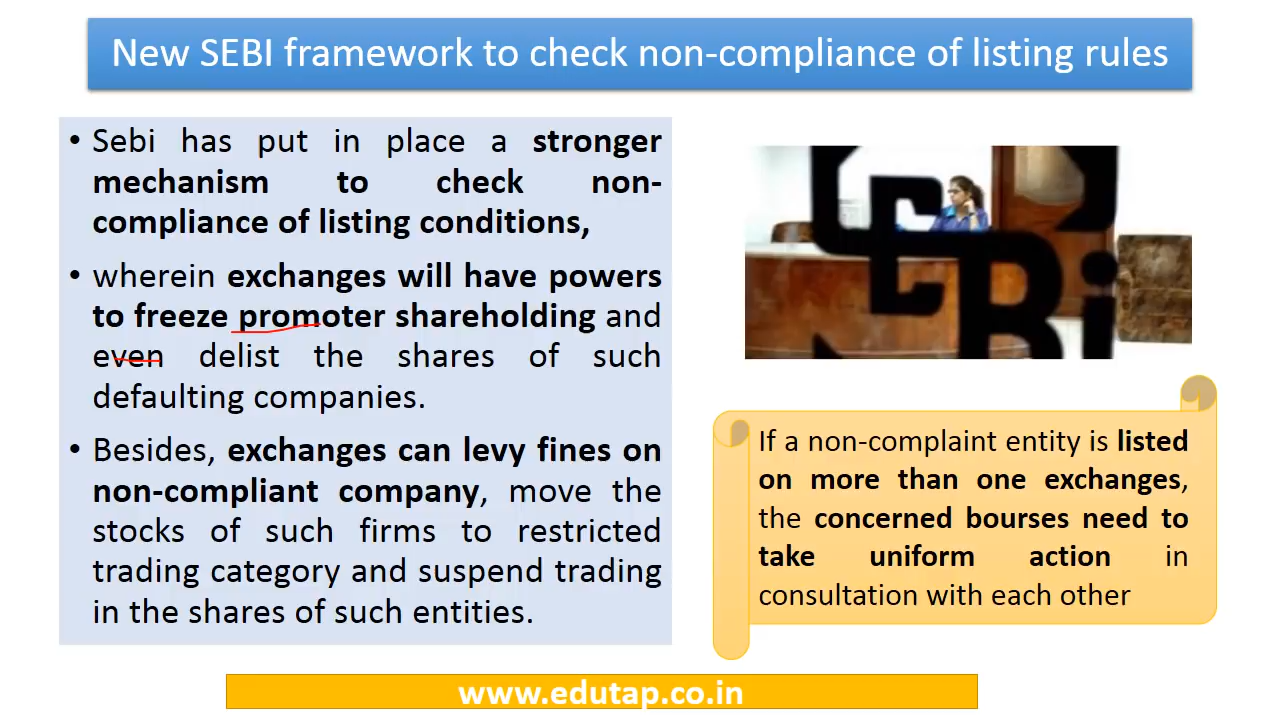 New SEBI framework to check non-compliance of listing rules
• Sebi has put in place a stronger
mechanism to check non-
compliance of listing conditions,
• wherein exchanges will have powers
to freeze promoter shareholding and
even delist the shares of such
defaulting companies.
• Besides, exchanges can levy fines on
non-compliant company, move the
stocks of such firms to restricted
trading category and suspend trading
in the shares of such entities.
SEBi
If a non-complaint entity is listed
on more than one exchanges,
the concerned bourses need to
take uniform action in
consultation with each other
www.edutap.co.in